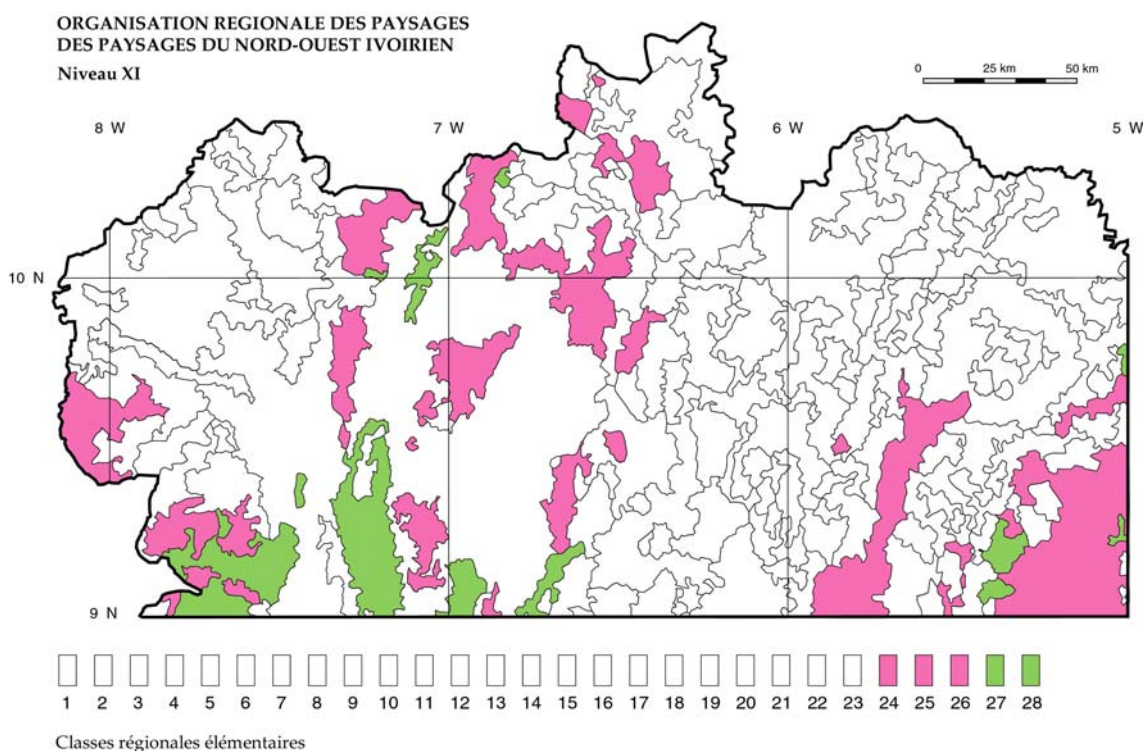 ORGANISATION REGIONALE DES PAYSAGES
DES PAYSAGES DU NORD-OUEST IVOIRIEN
Niveau XI
0 25 km 50 km
8 W 7 W 6 W 5 W
10 N
9 N
1 2 3 4 5 6 7 8 9 10 11 12 13 14 15 16 17 18 19 20 21 22 23 24 25 26 27 28
Classes régionales élémentaires